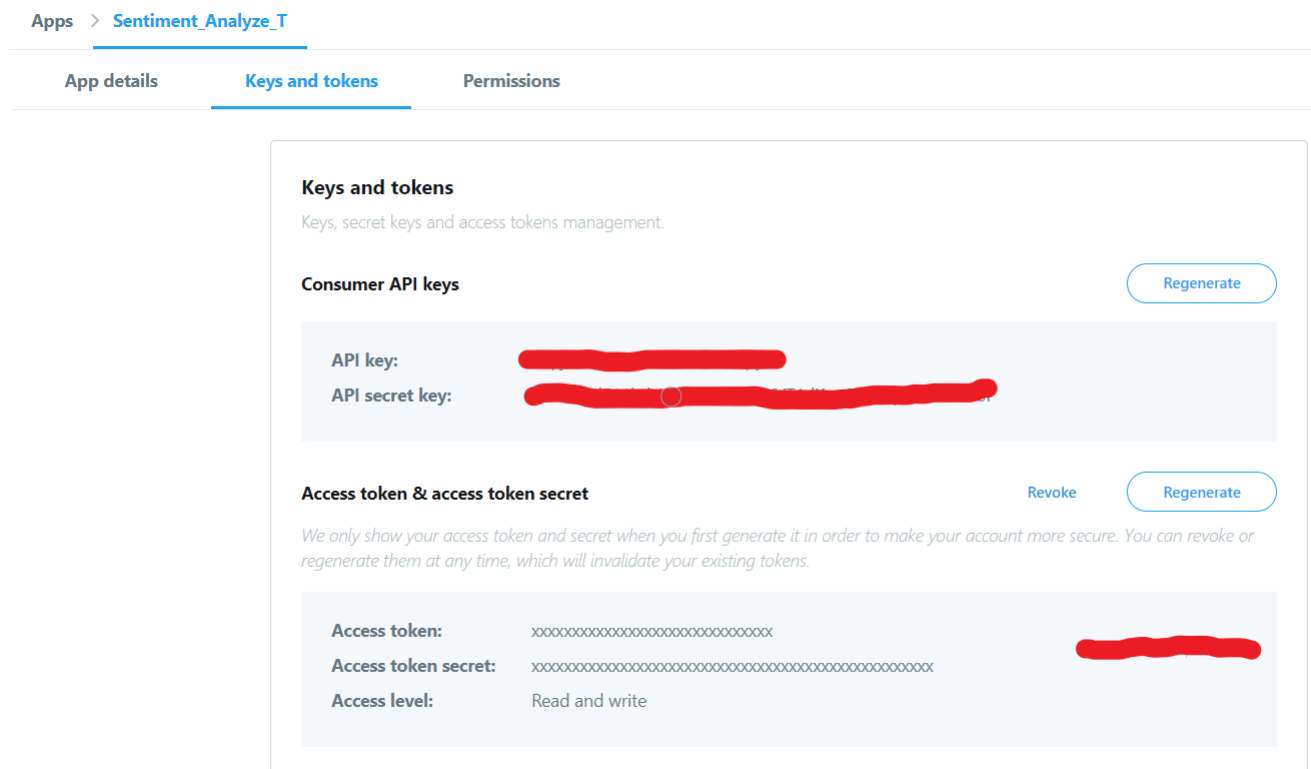 Apps > Sentiment_Analyze_T
App details Keys and tokens Permissions
Keys and tokens
Keys, secret keys and access tokens management.
Consumer API keys Regenerate
API key:
API secret key:
Access token & access token secret Revoke Regenerate
We only show your access token and secret when you first generate it in order to make your account more secure. You can revoke or
regenerate them at any time, which will invalidate your existing tokens.
Access token: xxxxxxxxxxxxxxxxxxxxxxxxxxxxxx
Access token secret: xxxxxxxxxxxxxxxxxxxxxxxxxxxxxxxxxxxxxxxxxxxxxxxxxx
Access level: Read and write